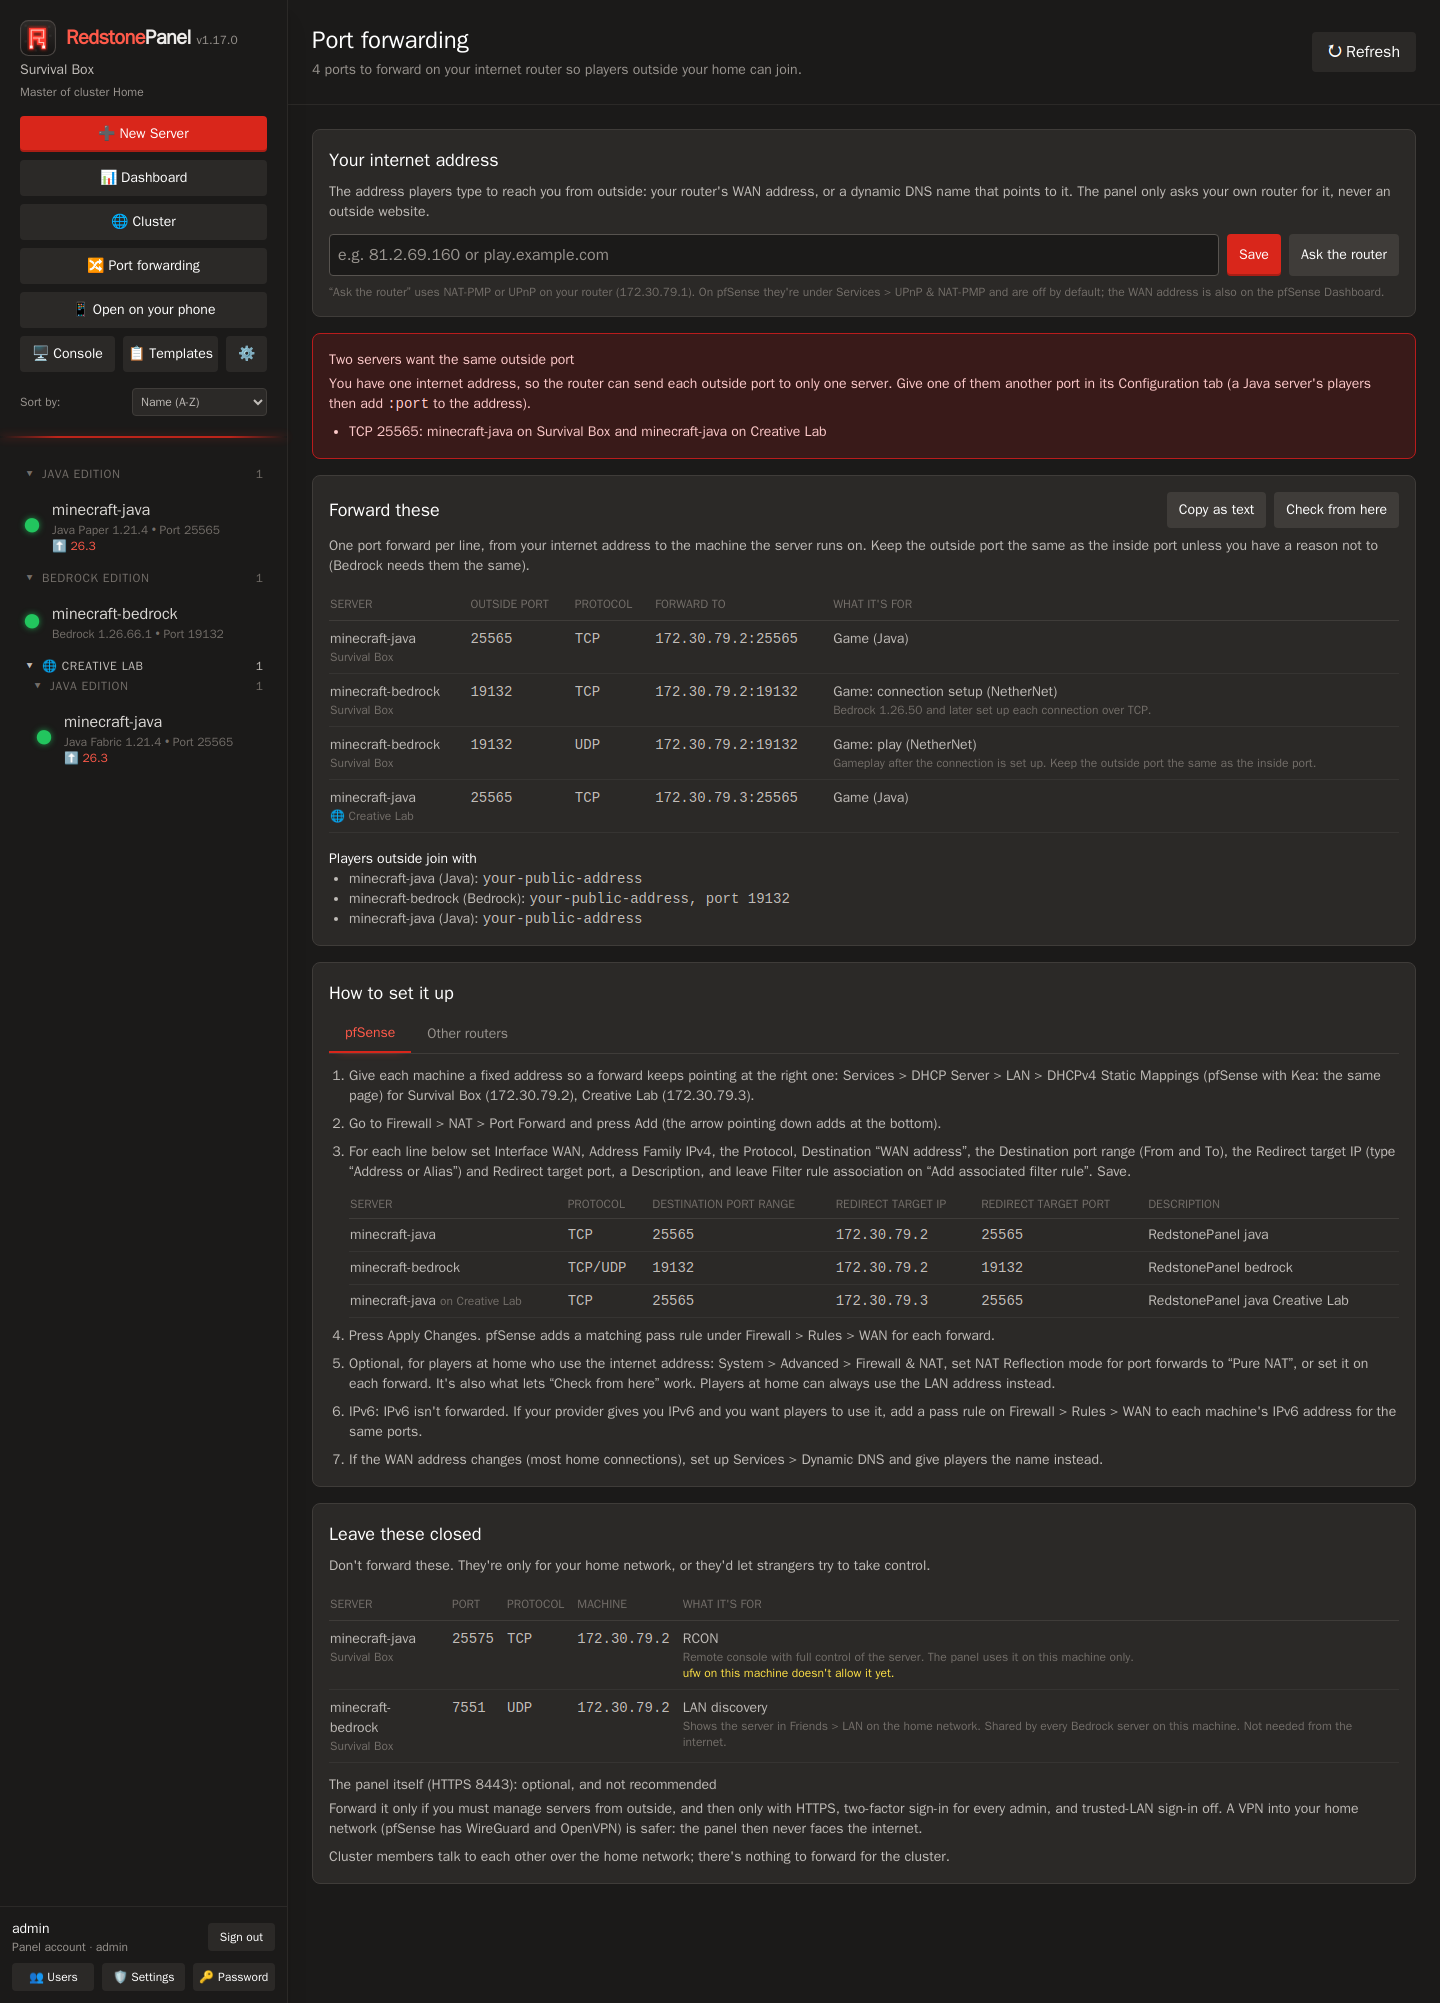 RedstonePanel v1.17.0
Survival Box
Master of cluster Home
➕ New Server
📊 Dashboard
🌐 Cluster
🔀 Port forwarding
📱 Open on your phone
🖥️ Console 📋 Templates ⚙️
Sort by: Name (A-Z)
JAVA EDITION 1
minecraft-java
Java Paper 1.21.4 • Port 25565
⬆️ 26.3
BEDROCK EDITION 1
minecraft-bedrock
Bedrock 1.26.66.1 • Port 19132
🌐 CREATIVE LAB 1
JAVA EDITION 1
minecraft-java
Java Fabric 1.21.4 • Port 25565
⬆️ 26.3
admin
Panel account · admin
Sign out
👥 Users 🛡️ Settings 🔑 Password
Port forwarding
4 ports to forward on your internet router so players outside your home can join.
↻ Refresh
Your internet address
The address players type to reach you from outside: your router's WAN address, or a dynamic DNS name that points to it. The panel only asks your own router for it, never an
outside website.
e.g. 81.2.69.160 or play.example.com Save Ask the router
“Ask the router” uses NAT-PMP or UPnP on your router (172.30.79.1). On pfSense they're under Services > UPnP & NAT-PMP and are off by default; the WAN address is also on the pfSense Dashboard.
Two servers want the same outside port
You have one internet address, so the router can send each outside port to only one server. Give one of them another port in its Configuration tab (a Java server's players
then add :port to the address).
• TCP 25565: minecraft-java on Survival Box and minecraft-java on Creative Lab
Forward these Copy as text Check from here
One port forward per line, from your internet address to the machine the server runs on. Keep the outside port the same as the inside port unless you have a reason not to
(Bedrock needs them the same).
SERVER OUTSIDE PORT PROTOCOL FORWARD TO WHAT IT'S FOR
minecraft-java 25565 TCP 172.30.79.2:25565 Game (Java)
Survival Box
minecraft-bedrock 19132 TCP 172.30.79.2:19132 Game: connection setup (NetherNet)
Survival Box Bedrock 1.26.50 and later set up each connection over TCP.
minecraft-bedrock 19132 UDP 172.30.79.2:19132 Game: play (NetherNet)
Survival Box Gameplay after the connection is set up. Keep the outside port the same as the inside port.
minecraft-java 25565 TCP 172.30.79.3:25565 Game (Java)
🌐 Creative Lab
Players outside join with
• minecraft-java (Java): your-public-address
• minecraft-bedrock (Bedrock): your-public-address, port 19132
• minecraft-java (Java): your-public-address
How to set it up
pfSense Other routers
1. Give each machine a fixed address so a forward keeps pointing at the right one: Services > DHCP Server > LAN > DHCPv4 Static Mappings (pfSense with Kea: the same
page) for Survival Box (172.30.79.2), Creative Lab (172.30.79.3).
2. Go to Firewall > NAT > Port Forward and press Add (the arrow pointing down adds at the bottom).
3. For each line below set Interface WAN, Address Family IPv4, the Protocol, Destination “WAN address”, the Destination port range (From and To), the Redirect target IP (type
“Address or Alias”) and Redirect target port, a Description, and leave Filter rule association on “Add associated filter rule”. Save.
SERVER PROTOCOL DESTINATION PORT RANGE REDIRECT TARGET IP REDIRECT TARGET PORT DESCRIPTION
minecraft-java TCP 25565 172.30.79.2 25565 RedstonePanel java
minecraft-bedrock TCP/UDP 19132 172.30.79.2 19132 RedstonePanel bedrock
minecraft-java on Creative Lab TCP 25565 172.30.79.3 25565 RedstonePanel java Creative Lab
4. Press Apply Changes. pfSense adds a matching pass rule under Firewall > Rules > WAN for each forward.
5. Optional, for players at home who use the internet address: System > Advanced > Firewall & NAT, set NAT Reflection mode for port forwards to “Pure NAT”, or set it on
each forward. It's also what lets “Check from here” work. Players at home can always use the LAN address instead.
6. IPv6: IPv6 isn't forwarded. If your provider gives you IPv6 and you want players to use it, add a pass rule on Firewall > Rules > WAN to each machine's IPv6 address for the
same ports.
7. If the WAN address changes (most home connections), set up Services > Dynamic DNS and give players the name instead.
Leave these closed
Don't forward these. They're only for your home network, or they'd let strangers try to take control.
SERVER PORT PROTOCOL MACHINE WHAT IT'S FOR
minecraft-java 25575 TCP 172.30.79.2 RCON
Survival Box Remote console with full control of the server. The panel uses it on this machine only.
ufw on this machine doesn't allow it yet.
minecraft- 7551 UDP 172.30.79.2 LAN discovery
bedrock Shows the server in Friends > LAN on the home network. Shared by every Bedrock server on this machine. Not needed from the
Survival Box internet.
The panel itself (HTTPS 8443): optional, and not recommended
Forward it only if you must manage servers from outside, and then only with HTTPS, two-factor sign-in for every admin, and trusted-LAN sign-in off. A VPN into your home
network (pfSense has WireGuard and OpenVPN) is safer: the panel then never faces the internet.
Cluster members talk to each other over the home network; there's nothing to forward for the cluster.